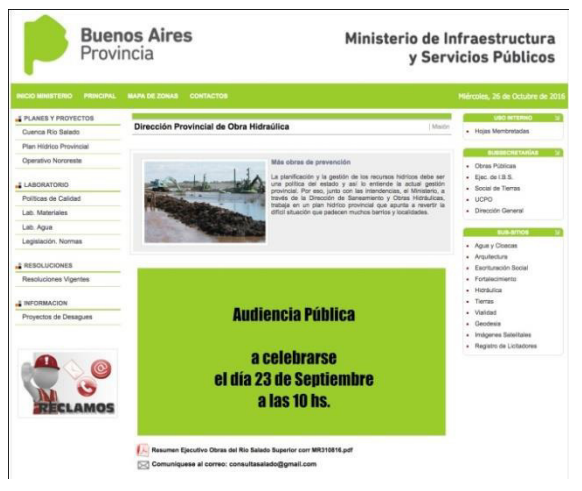 Buenos Aires
Provincia
Ministerio de Infraestructura
y Servicios Públicos
INICIO MINISTERIO PRINCIPAL MAPA DE ZONAS CONTACTOS
Miércoles, 26 de Octubre de 2016
PLANES Y PROYECTOS
Cuenca Río Salado
Plan Hídrico Provincial
Operativo Noroeste
LABORATORIO
Políticas de Calidad
Lab. Materiales
Lab. Agua
Legislación. Normas
RESOLUCIONES
Resoluciones Vigentes
INFORMACION
Proyectos de Desagues
RECLAMOS
Dirección Provincial de Obra Hidraúlica
| Misión
Más obras de prevención
La planificación y la gestión de los recursos hídricos debe ser
una política del estado y así lo entiende la actual gestión
provincial. Por eso, junto con las intendencias, el Ministerio, a
través de la Dirección de Saneamiento y Obras Hidráulicas,
trabaja en un plan hídrico provincial que apunta a revertir la
difícil situación que padecen muchos barrios y localidades.
Audiencia Pública
a celebrarse
el día 23 de Septiembre
a las 10 hs.
Resumen Ejecutivo Obras del Río Salado Superior corr MR310816.pdf
Comuníquese al correo: consultasalado@gmail.com
USO INTERNO
Hojas Membretadas
SUBSECRETARÍAS
Obras Públicas
Ejec. de I.B.S.
Social de Tierras
UCPO
Dirección General
SUB-SITIOS
Agua y Cloacas
Arquitectura
Escrituración Social
Fortalecimiento
Hidráulica
Tierras
Vialidad
Geodesia
Imágenes Satelitales
Registro de Licitadores